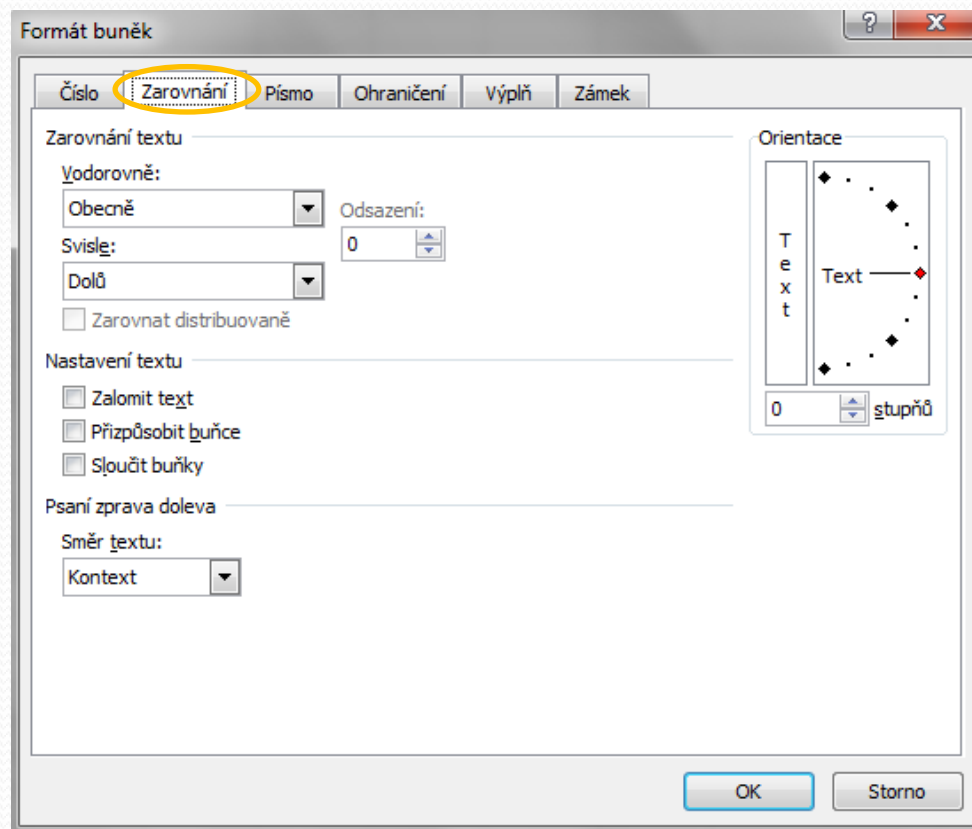 Formát buněk
Číslo Zarovnání Písmo Ohraničení Výplň Zámek
Zarovnání textu
Vodorovně:
Obecně
Odsazení:
0
Svisle:
Dolů
Zarovnat distribuovaně
Nastavení textu
Zalomit text
Přizpůsobit buňce
Sloučit buňky
Psaní zprava doleva
Směr textu:
Kontext
Orientace
Text
Text
0 stupňů
OK Storno